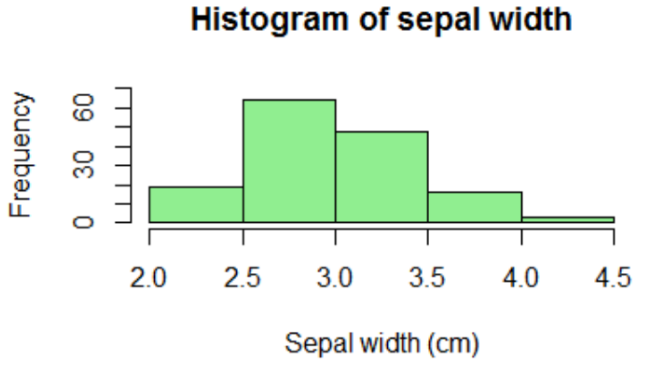 Histogram of sepal width
Frequency
60
30
0
2.0 2.5 3.0 3.5 4.0 4.5
Sepal width (cm)